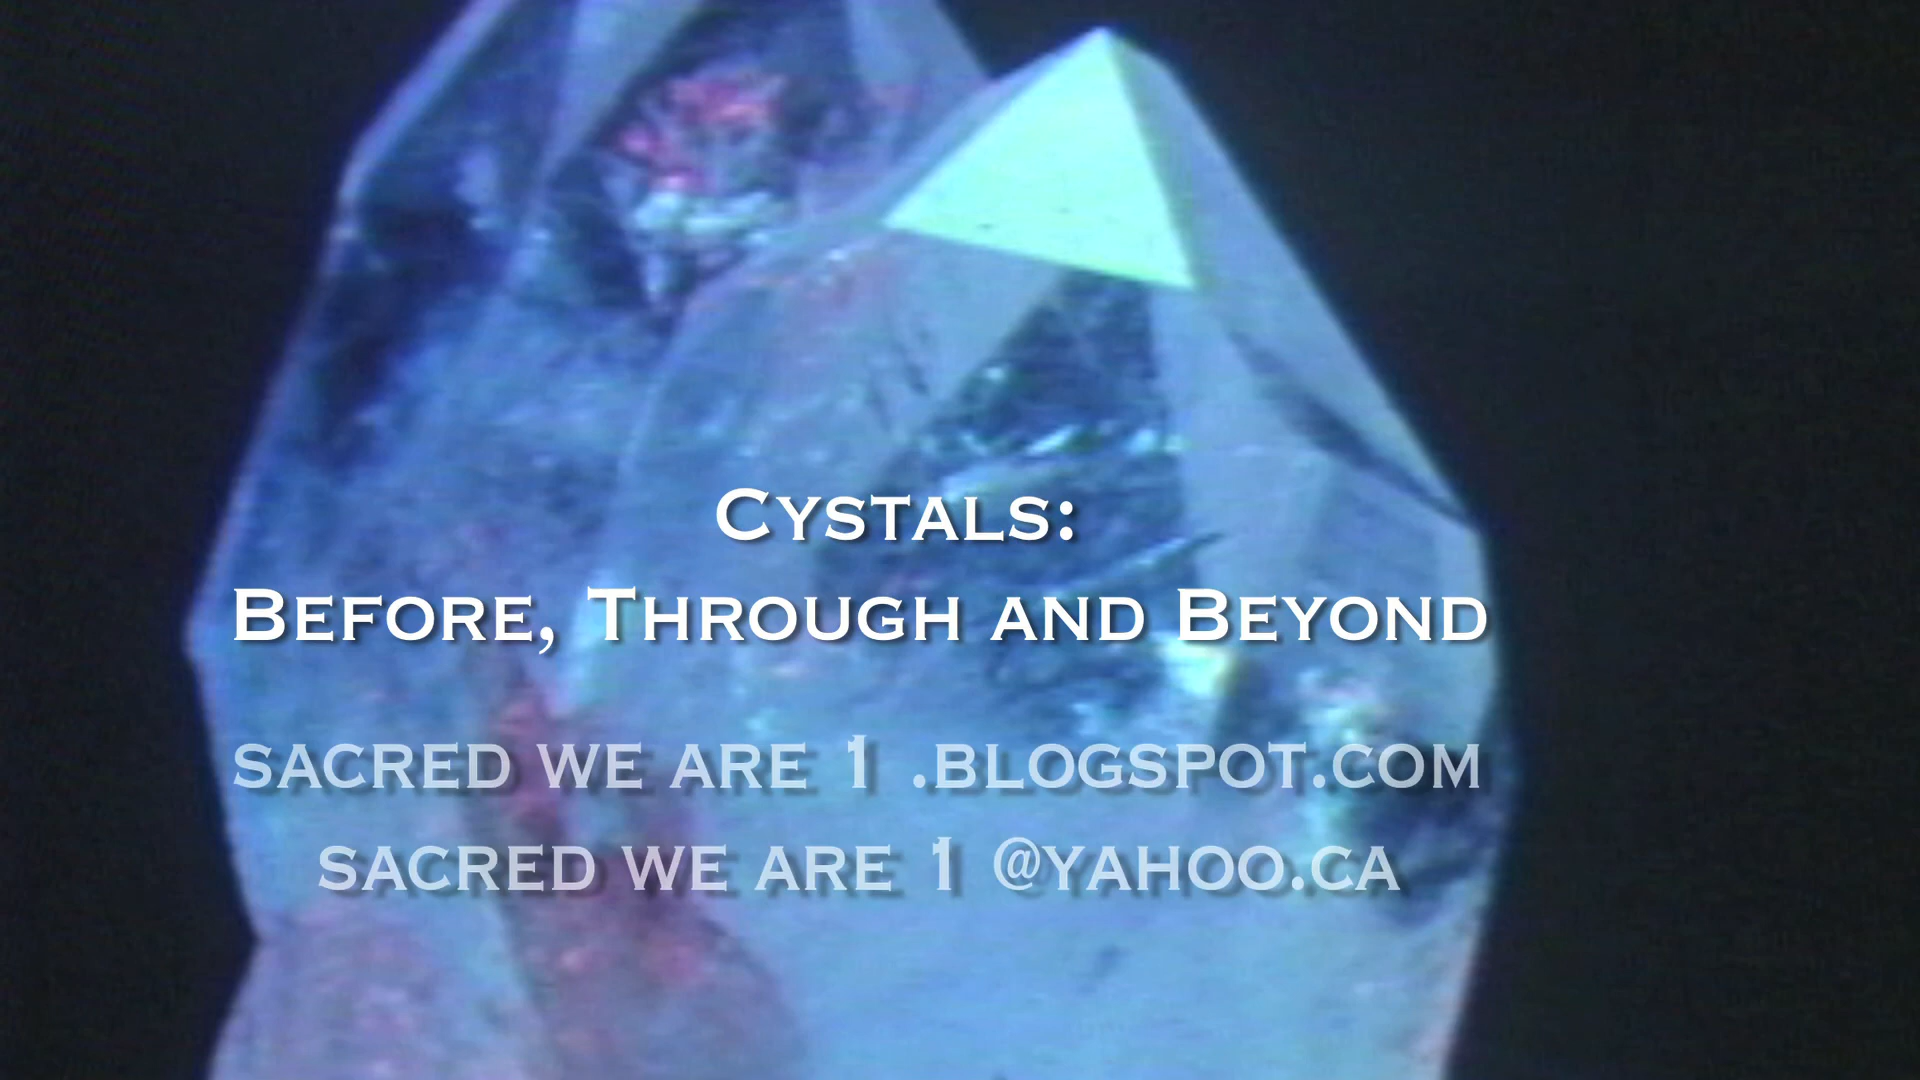 Cystals:
Before, Through and Beyond
sacred we are 1 .blogspot.com
sacred we are 1 @yahoo.ca